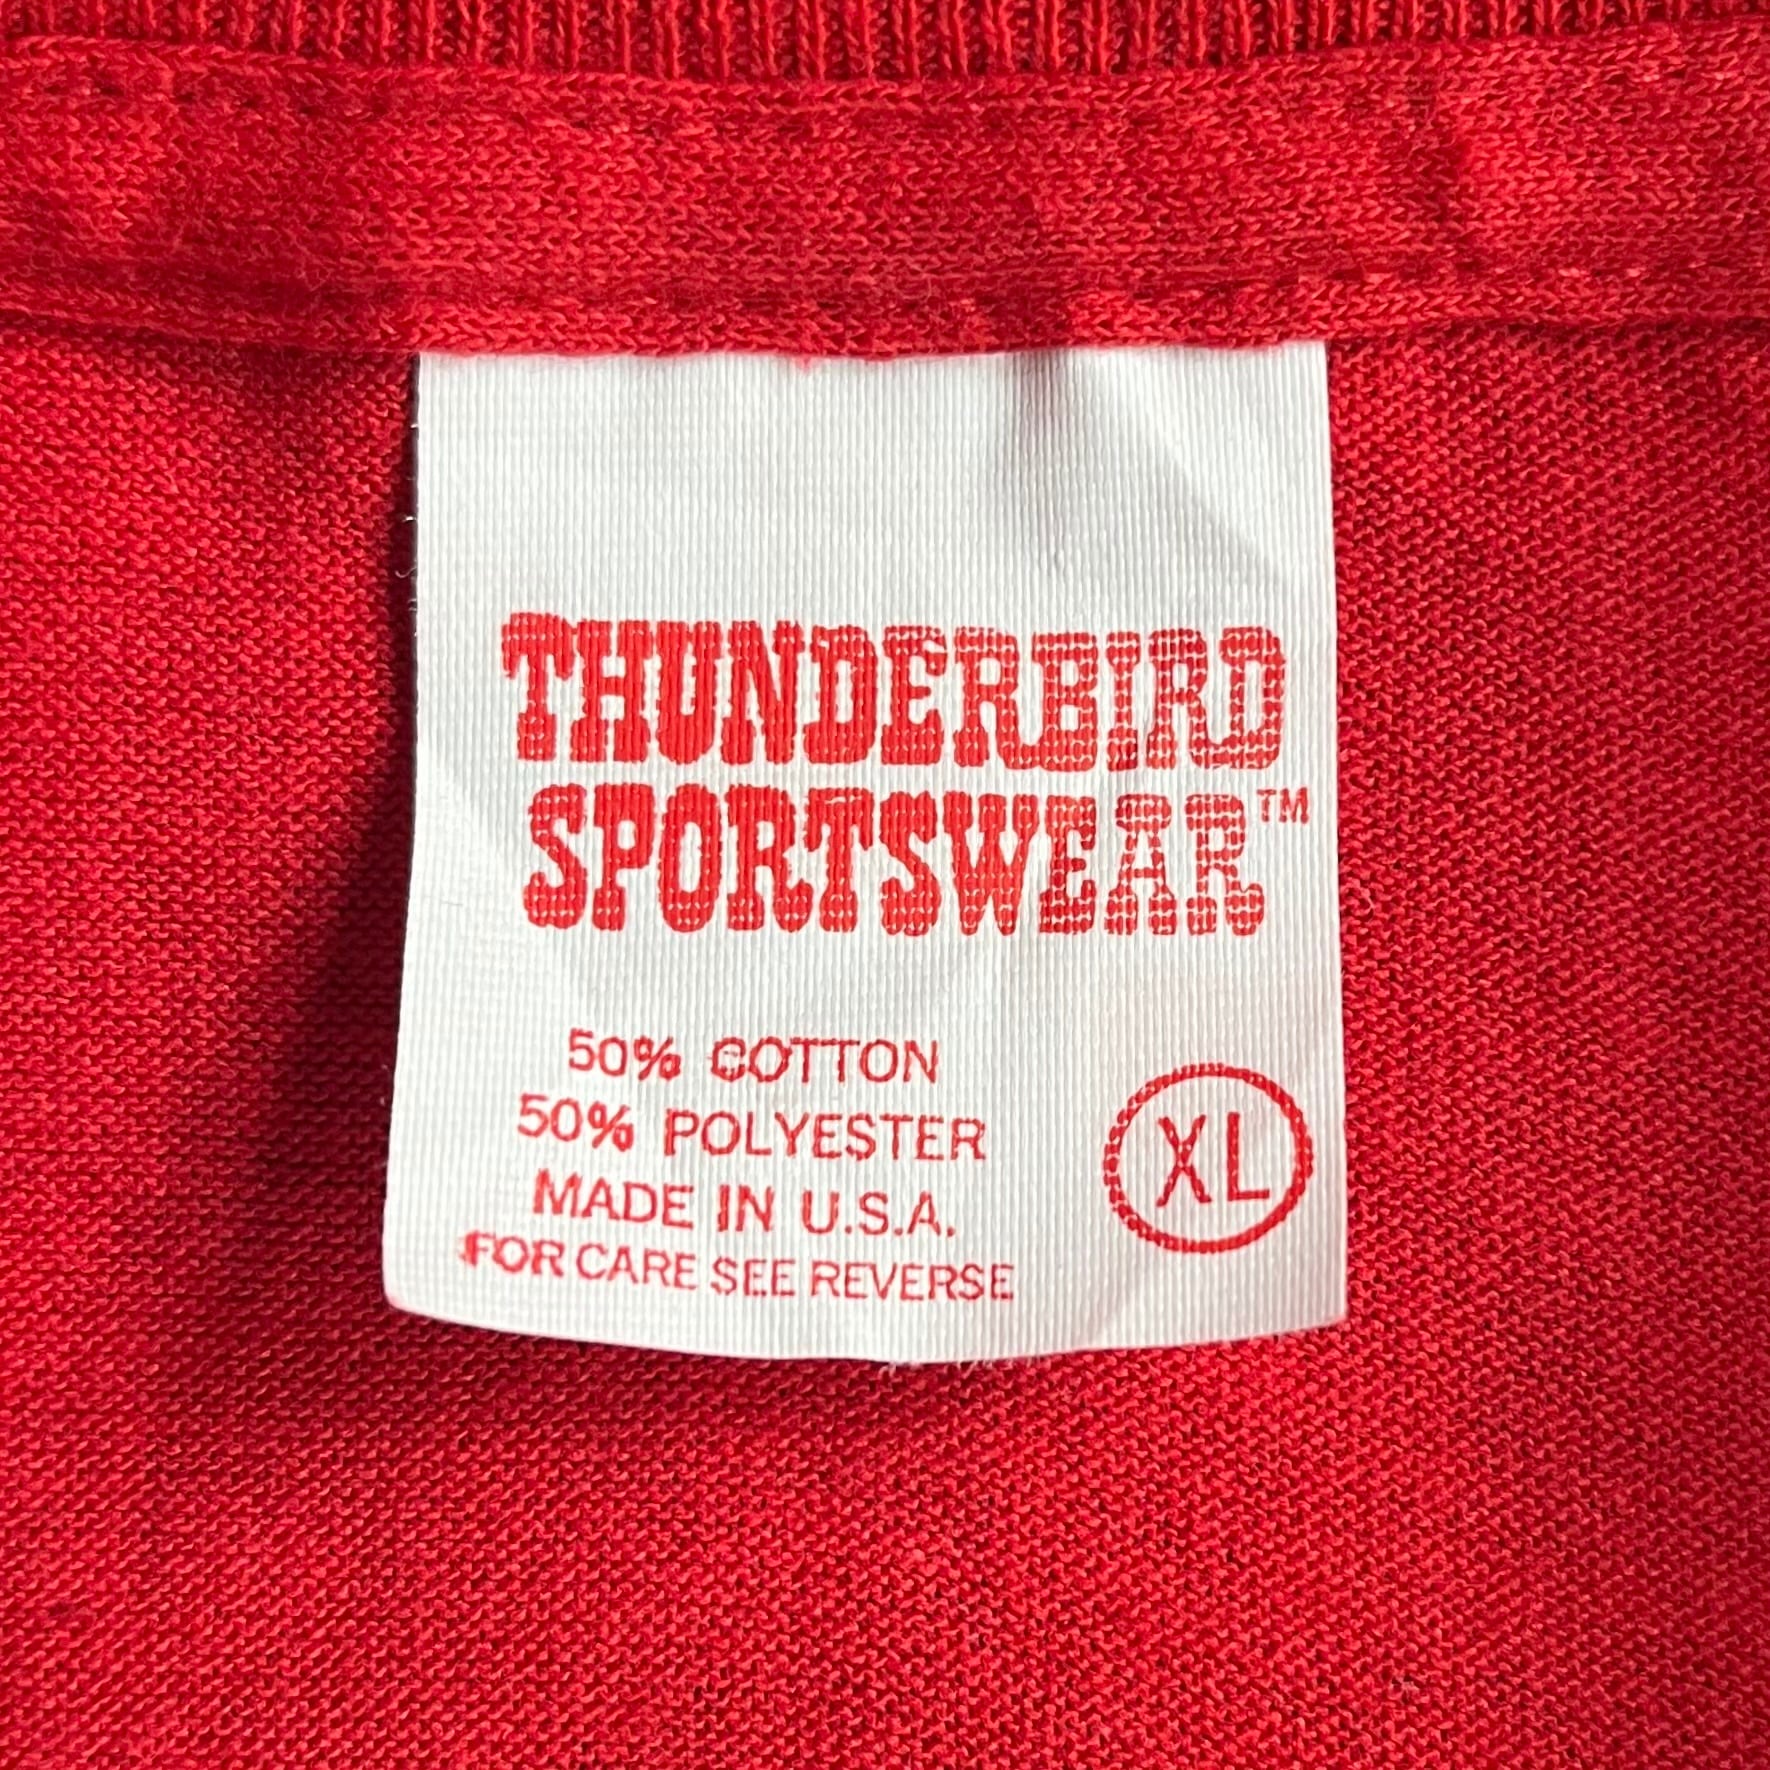 THUNDERBIRD
SPORTSWEAR™
50% COTTON
50% POLYESTER
MADE IN U.S.A.
FOR CARE SEE REVERSE
XL